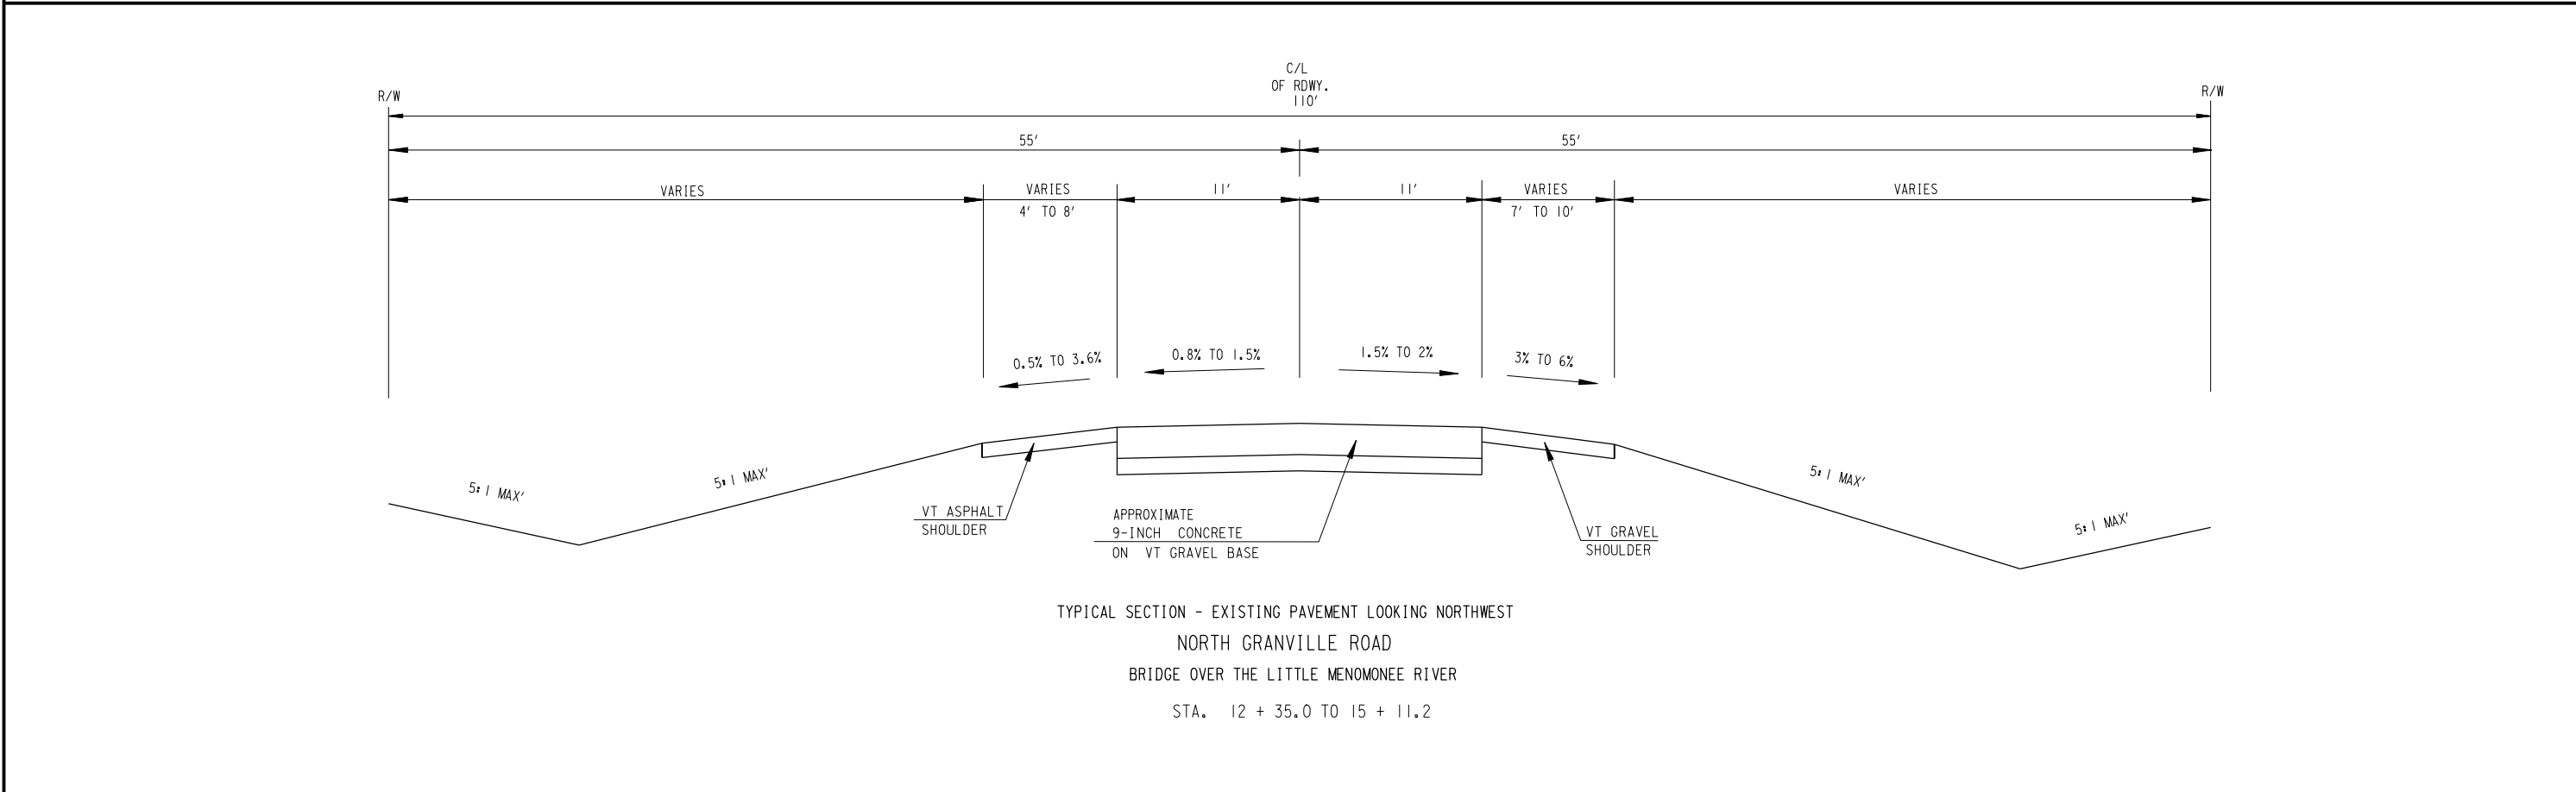 C/L
OF RDWY.
110'
R/W
R/W
55'
55'
VARIES
VARIES
4' TO 8'
11'
11'
VARIES
7' TO 10'
VARIES
0.5% TO 3.6%
0.8% TO 1.5%
1.5% TO 2%
3% TO 6%
5:1 MAX'
5:1 MAX'
5:1 MAX'
5:1 MAX'
VT ASPHALT
SHOULDER
APPROXIMATE
9-INCH CONCRETE
ON VT GRAVEL BASE
VT GRAVEL
SHOULDER
TYPICAL SECTION - EXISTING PAVEMENT LOOKING NORTHWEST
NORTH GRANVILLE ROAD
BRIDGE OVER THE LITTLE MENOMONEE RIVER
STA. 12 + 35.0 TO 15 + 11.2